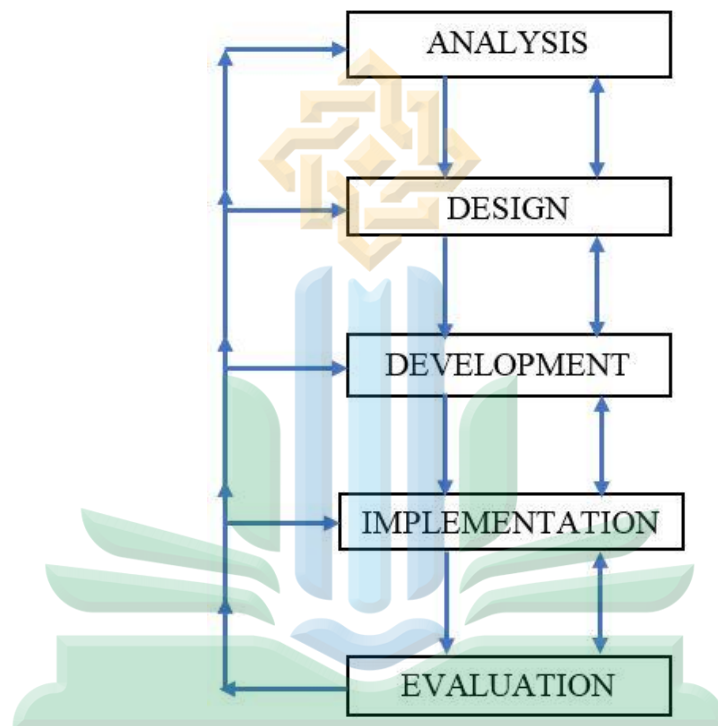 ANALYSIS
DESIGN
DEVELOPMENT
IMPLEMENTATION
EVALUATION